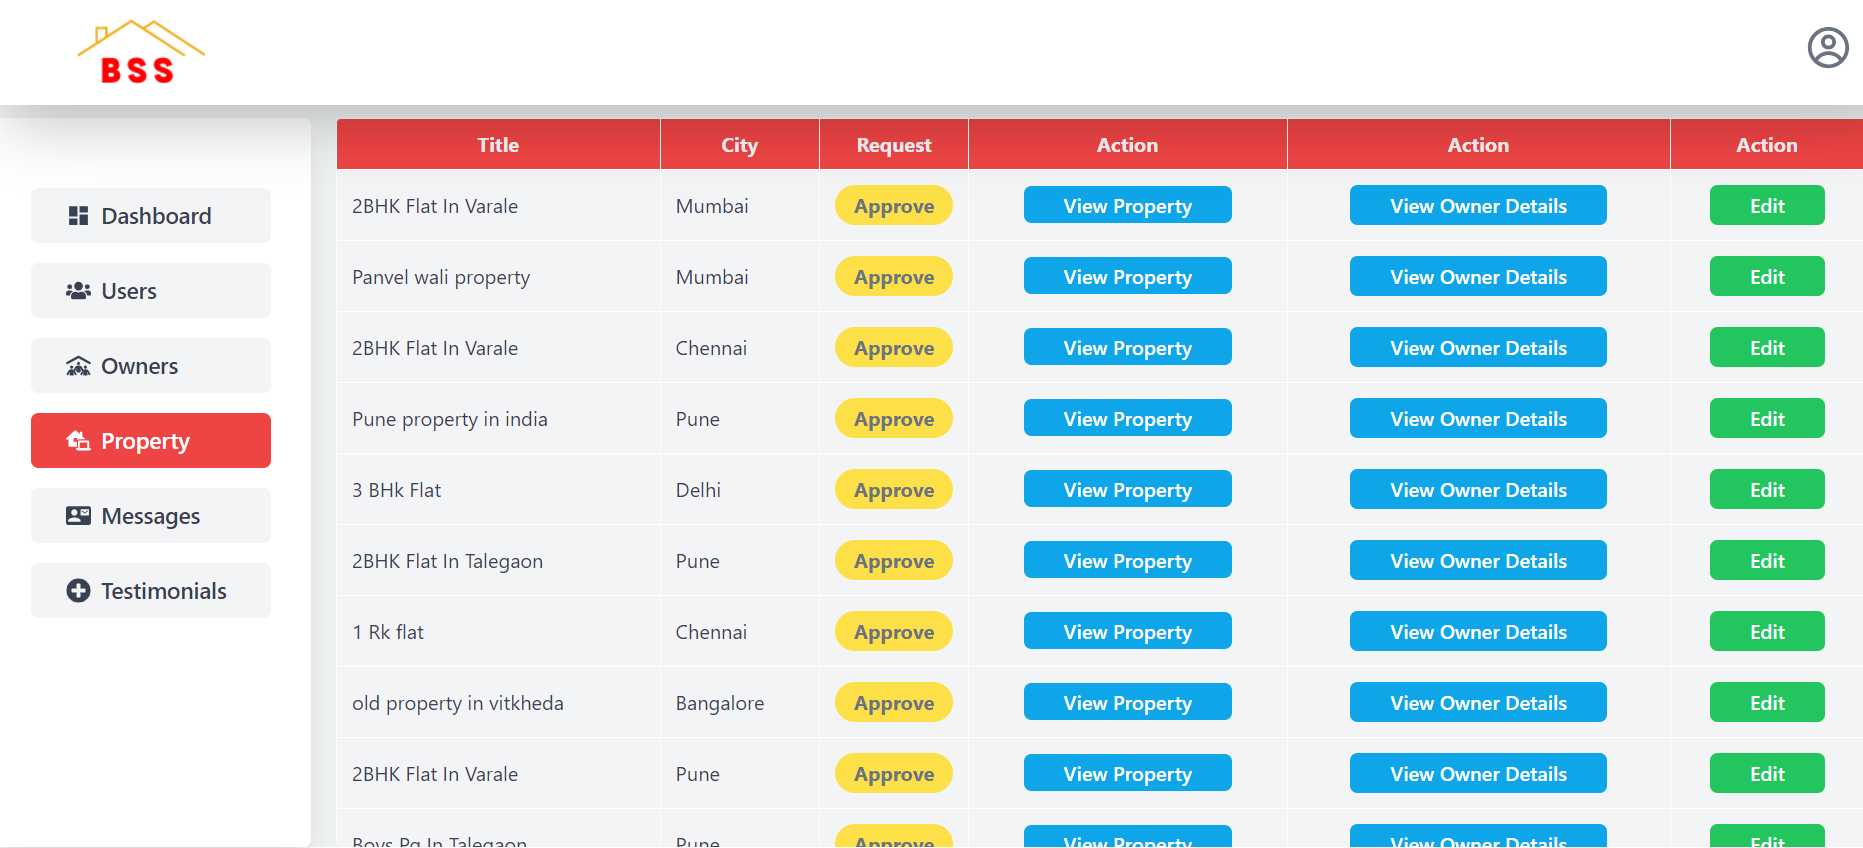 BSS
Title City Request Action Action Action
Dashboard
Users
Owners
Property
Messages
Testimonials
2BHK Flat In Varale Mumbai Approve View Property View Owner Details Edit
Panvel wali property Mumbai Approve View Property View Owner Details Edit
2BHK Flat In Varale Chennai Approve View Property View Owner Details Edit
Pune property in india Pune Approve View Property View Owner Details Edit
3 BHk Flat Delhi Approve View Property View Owner Details Edit
2BHK Flat In Talegaon Pune Approve View Property View Owner Details Edit
1 Rk flat Chennai Approve View Property View Owner Details Edit
old property in vitkheda Bangalore Approve View Property View Owner Details Edit
2BHK Flat In Varale Pune Approve View Property View Owner Details Edit
Boys Pg In Talegaon Pune Approve View Property View Owner Details Edit